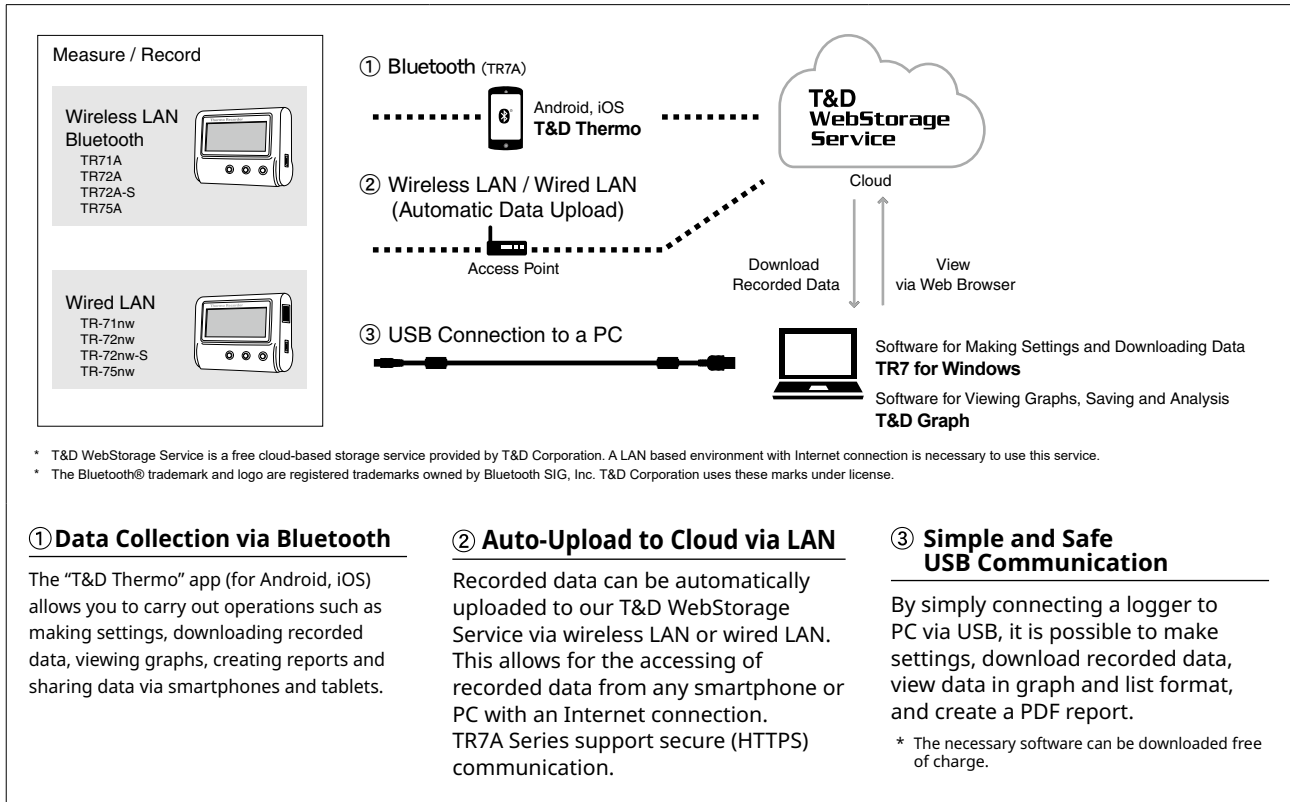 Measure / Record
Wireless LAN
Bluetooth
TR71A
TR72A
TR72A-S
TR75A
Thermo Recorder
Wired LAN
TR-71nw
TR-72nw
TR-72nw-S
TR-75nw
Thermo Recorder
① Bluetooth (TR7A)
Android, iOS
T&D Thermo
② Wireless LAN / Wired LAN
(Automatic Data Upload)
Access Point
③ USB Connection to a PC
T&D
WebStorage
Service
Cloud
Download
Recorded Data
View
via Web Browser
Software for Making Settings and Downloading Data
TR7 for Windows
Software for Viewing Graphs, Saving and Analysis
T&D Graph
* T&D WebStorage Service is a free cloud-based storage service provided by T&D Corporation. A LAN based environment with Internet connection is necessary to use this service.
* The Bluetooth® trademark and logo are registered trademarks owned by Bluetooth SIG, Inc. T&D Corporation uses these marks under license.
① Data Collection via Bluetooth
The “T&D Thermo” app (for Android, iOS)
allows you to carry out operations such as
making settings, downloading recorded
data, viewing graphs, creating reports and
sharing data via smartphones and tablets.
② Auto-Upload to Cloud via LAN
Recorded data can be automatically
uploaded to our T&D WebStorage
Service via wireless LAN or wired LAN.
This allows for the accessing of
recorded data from any smartphone or
PC with an Internet connection.
TR7A Series support secure (HTTPS)
communication.
③ Simple and Safe
USB Communication
By simply connecting a logger to
PC via USB, it is possible to make
settings, download recorded data,
view data in graph and list format,
and create a PDF report.
* The necessary software can be downloaded free
of charge.